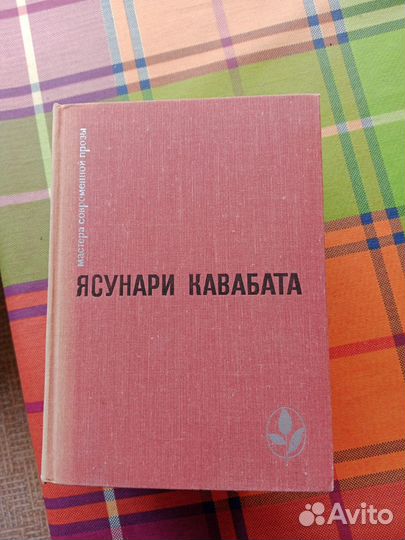 мастера современной прозы
ЯСУНАРИ КАВАБАТА
Avito